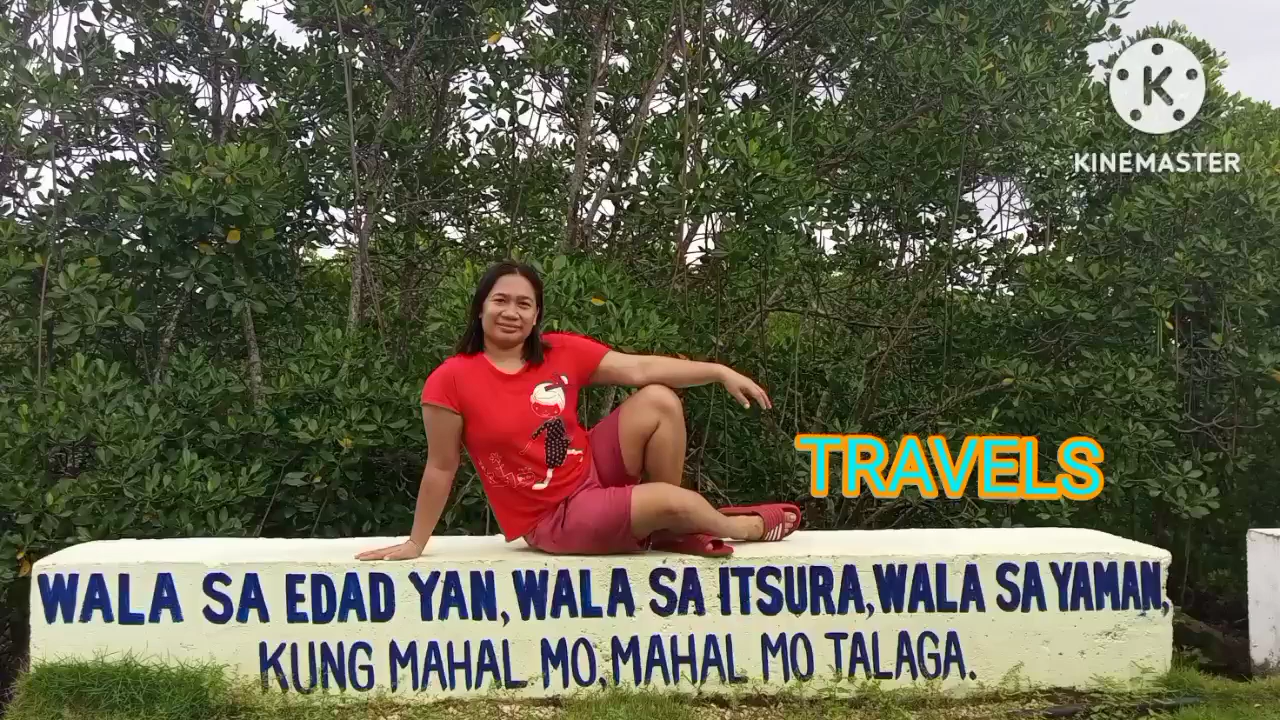 K
KINEMASTER
TRAVELS
WALA SA EDAD YAN, WALA SA ITSURA, WALA SA YAMAN,
KUNG MAHAL MO, MAHAL MO TALAGA.